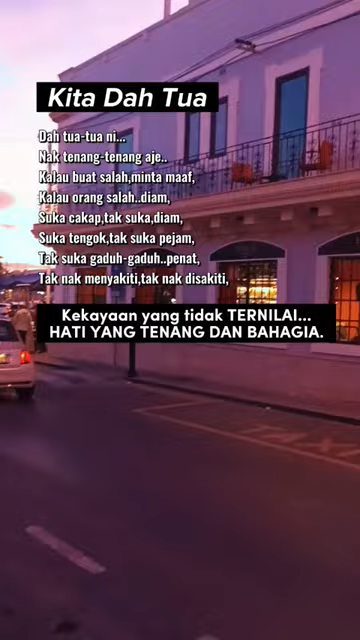 Kita Dah Tua
Dah tua-tua ni...
Nak tenang-tenang aje..
Kalau buat salah,minta maaf,
Kalau orang salah..diam,
Suka cakap,tak suka,diam,
Suka tengok,tak suka pejam,
Tak suka gaduh-gaduh..penat,
Tak nak menyakiti,tak nak disakiti,
Kekayaan yang tidak TERNILAI...
HATI YANG TENANG DAN BAHAGIA.
TAXI